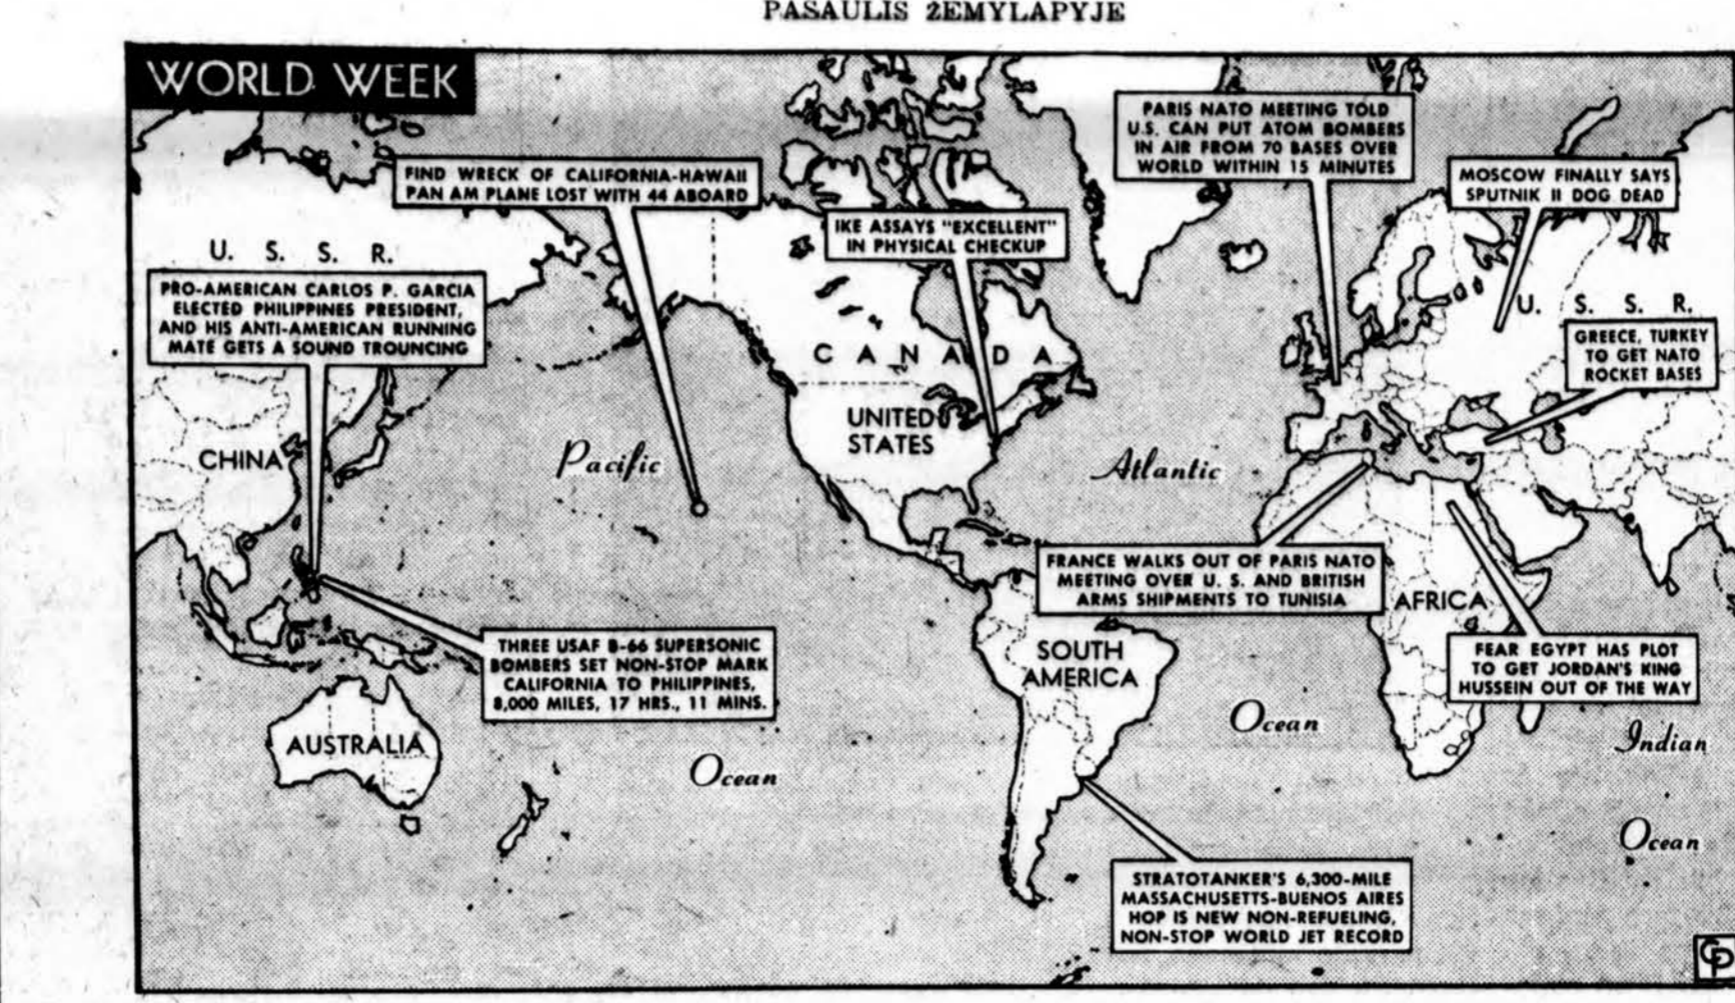 PASAULIS ŽEMYLAPYJE
WORLD WEEK
PARIS NATO MEETING TOLD
U.S. CAN PUT ATOM BOMBERS
IN AIR FROM 70 BASES OVER
WORLD WITHIN 15 MINUTES
FIND WRECK OF CALIFORNIA-HAWAII
PAN AM PLANE LOST WITH 44 ABOARD
MOSCOW FINALLY SAYS
SPUTNIK II DOG DEAD
IKE ASSAYS "EXCELLENT"
IN PHYSICAL CHECKUP
U. S. S. R.
PRO-AMERICAN CARLOS P. GARCIA
ELECTED PHILIPPINES PRESIDENT,
AND HIS ANTI-AMERICAN RUNNING
MATE GETS A SOUND TROUNCING
U. S. S. R.
GREECE, TURKEY
TO GET NATO
ROCKET BASES
CANADA
UNITED
STATES
CHINA
Pacific
Atlantic
FRANCE WALKS OUT OF PARIS NATO
MEETING OVER U. S. AND BRITISH
ARMS SHIPMENTS TO TUNISIA
AFRICA
THREE USAF B-66 SUPERSONIC
BOMBERS SET NON-STOP MARK
CALIFORNIA TO PHILIPPINES,
8,000 MILES, 17 HRS., 11 MINS.
SOUTH
AMERICA
FEAR EGYPT HAS PLOT
TO GET JORDAN'S KING
HUSSEIN OUT OF THE WAY
AUSTRALIA
Ocean
Ocean
Indian
Ocean
STRATOTANKER'S 6,300-MILE
MASSACHUSETTS-BUENOS AIRES
HOP IS NEW NON-REFUELING,
NON-STOP WORLD JET RECORD
CP